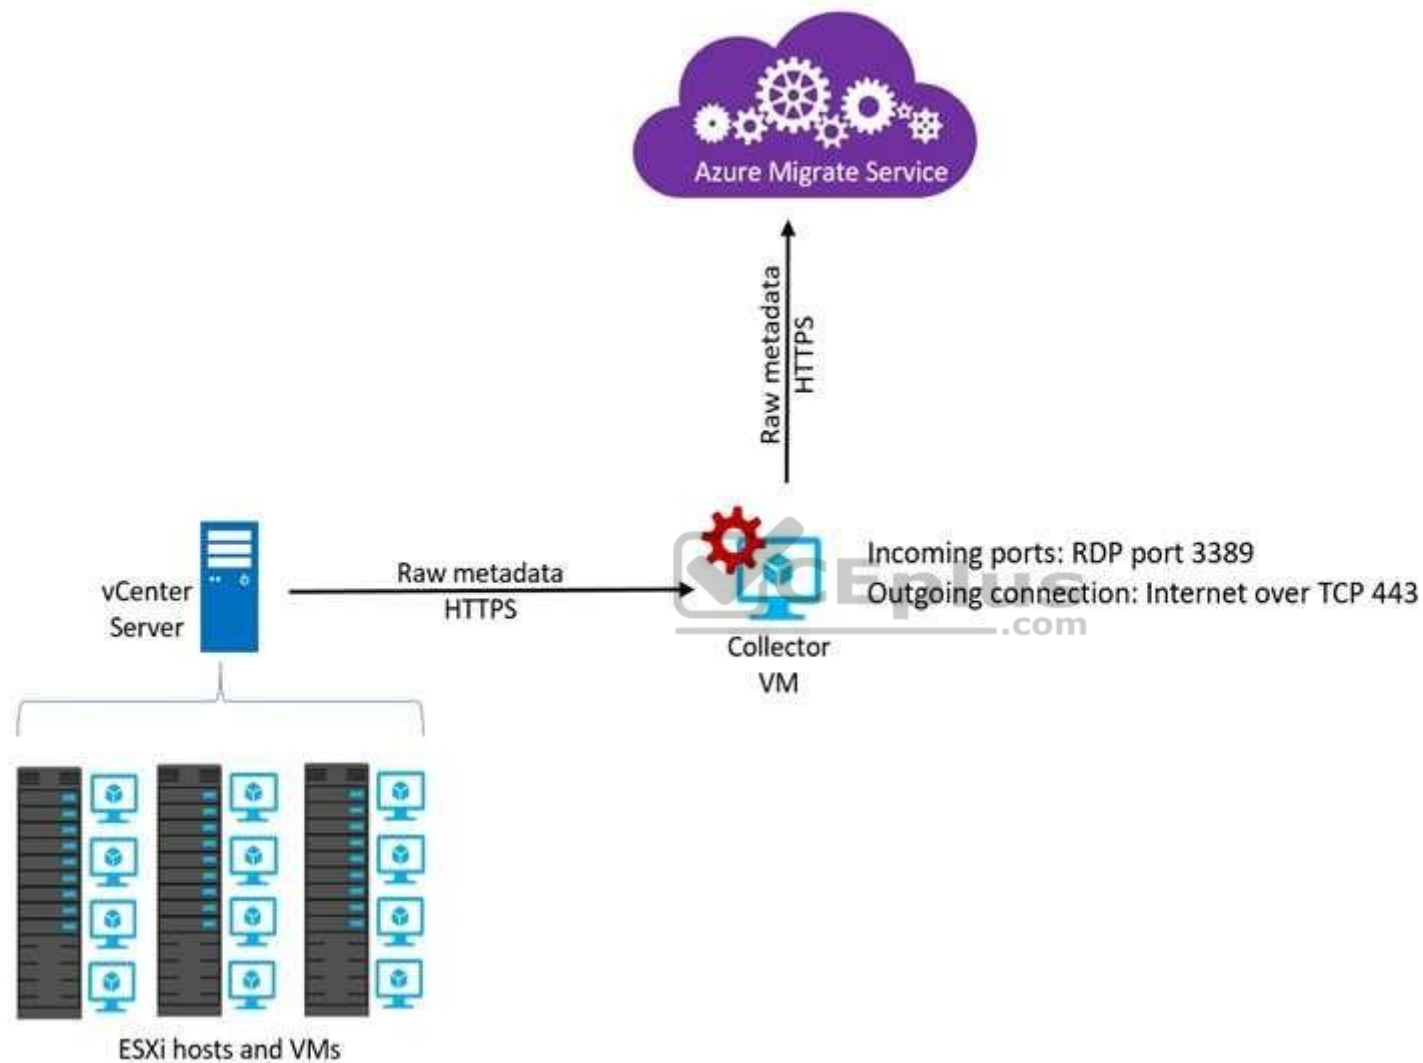 Azure Migrate Service
Raw metadata
HTTPS
vCenter
Server
Raw metadata
HTTPS
Incoming ports: RDP port 3389
Outgoing connection: Internet over TCP 443
CEplus
.com
Collector
VM
ESXi hosts and VMs